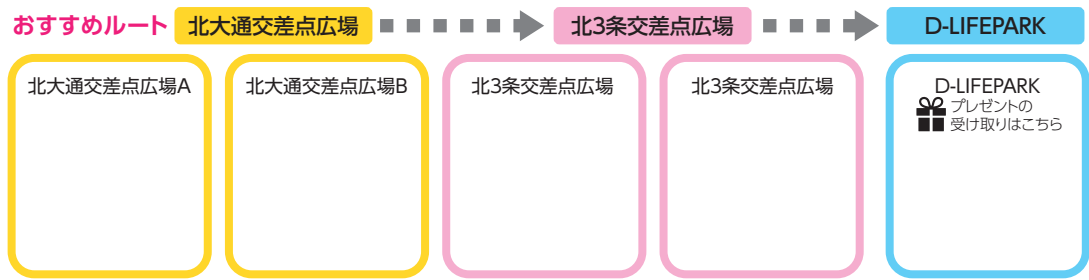 おすすめルート 北大通交差点広場 北3条交差点広場 D-LIFEPARK
北大通交差点広場A
北大通交差点広場B
北3条交差点広場
北3条交差点広場
D-LIFEPARK
プレゼントの
受け取りはこちら